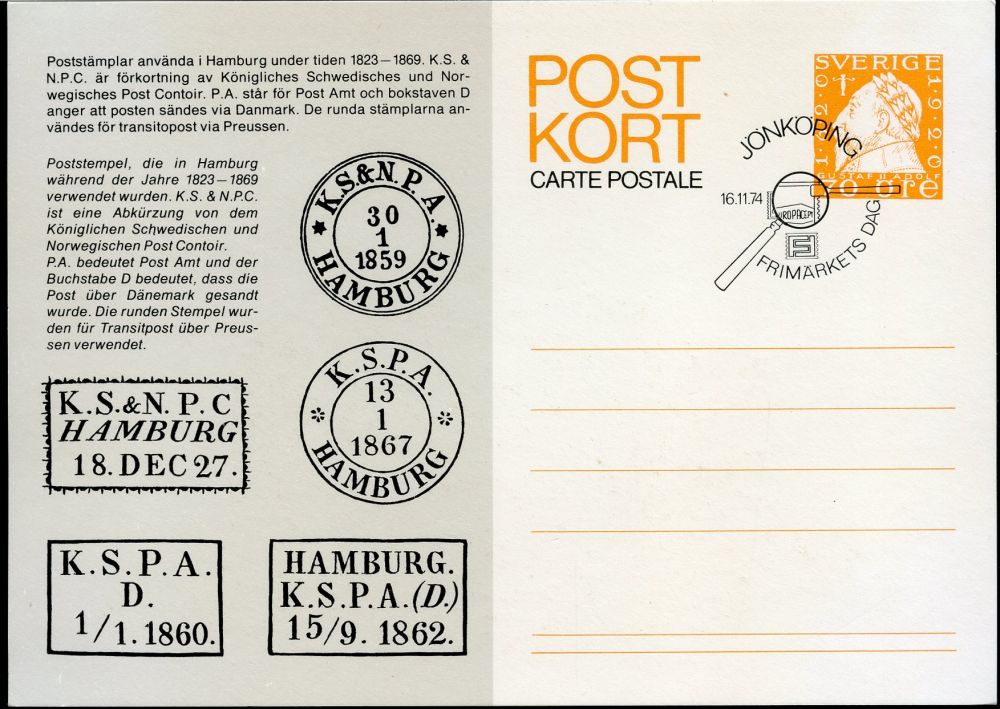 Poststämplar använda i Hamburg under tiden 1823—1869. K.S. &
N.P.C. är förkortning av Königliches Schwedisches und Nor-
wegisches Post Contoir. P.A. står för Post Amt och bokstaven D
anger att posten sändes via Danmark. De runda stämplarna an-
vändes för transitopost via Preussen.
Poststempel, die in Hamburg
während der Jahre 1823—1869
verwendet wurden. K.S. & N.P.C.
ist eine Abkürzung von dem
Königlichen Schwedischen und
Norwegischen Post Contoir.
P.A. bedeutet Post Amt und der
Buchstabe D bedeutet, dass die
Post über Dänemark gesandt
wurde. Die runden Stempel wur-
den für Transitpost über Preus-
sen verwendet.
K.S.&N.P.A.
30
1
1859
HAMBURG
K.S.P.A.
13
1
1867
HAMBURG
K.S.&N.P.C
HAMBURG
18.DEC 27.
K.S.P.A.
D.
1/1.1860.
HAMBURG.
K.S.P.A.(D.)
15/9. 1862.
POST
KORT
CARTE POSTALE
SVERIGE
1520
1920
GUSTAF II ADOLF
70 ÖRE
JÖNKÖPING
16.11.74
EUROPACEPT
FRIMÄRKETS DAG